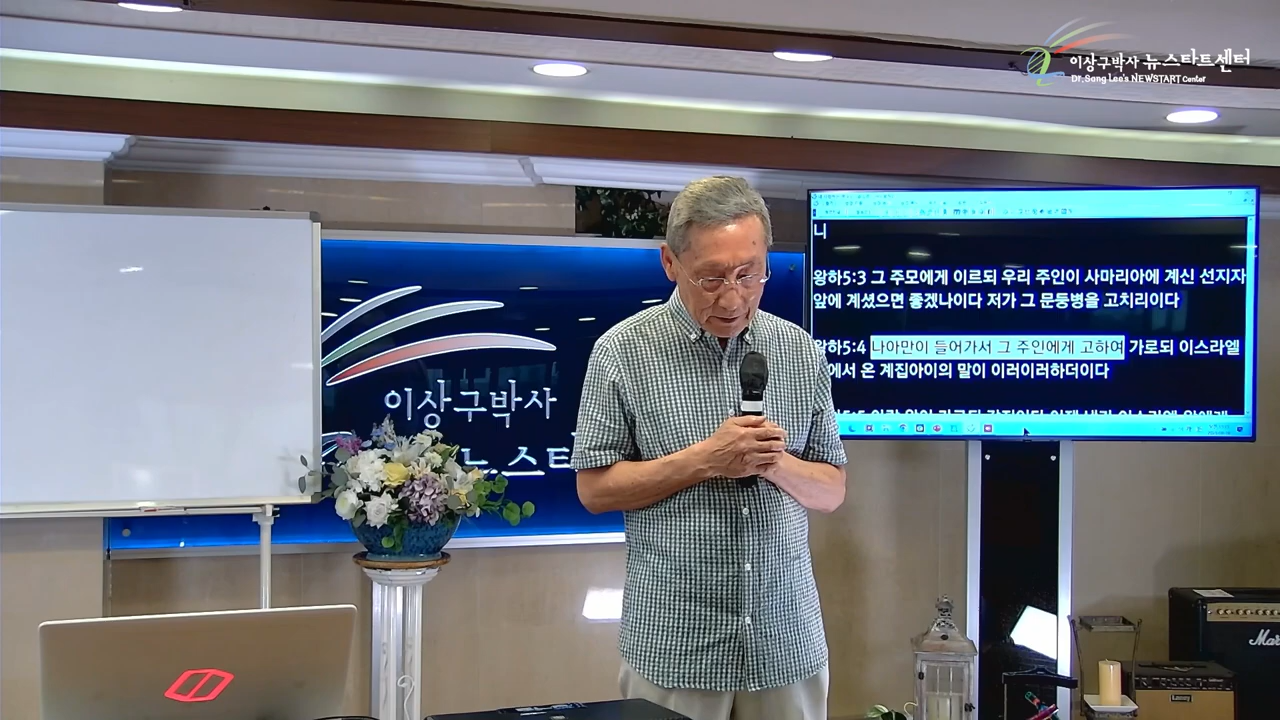 이상구박사 뉴스타트센터
Dr. Sang Lee's NEWSTART Center
니
왕하5:3 그 주모에게 이르되 우리 주인이 사마리아에 계신 선지자
앞에 계셨으면 좋겠나이다 저가 그 문둥병을 고치리이다
왕하5:4 나아만이 들어가서 그 주인에게 고하여 가로되 이스라엘
에서 온 계집아이의 말이 이러이러하더이다
이상구박사
뉴스타
Mar
Laney